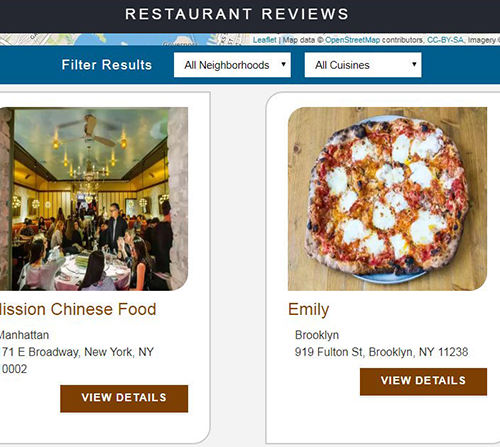 RESTAURANT REVIEWS
Leaflet | Map data © OpenStreetMap contributors, CC-BY-SA, Imagery ©
Filter Results All Neighborhoods All Cuisines
ission Chinese Food
Manhattan
71 E Broadway, New York, NY
0002
VIEW DETAILS
Emily
Brooklyn
919 Fulton St, Brooklyn, NY 11238
VIEW DETAILS